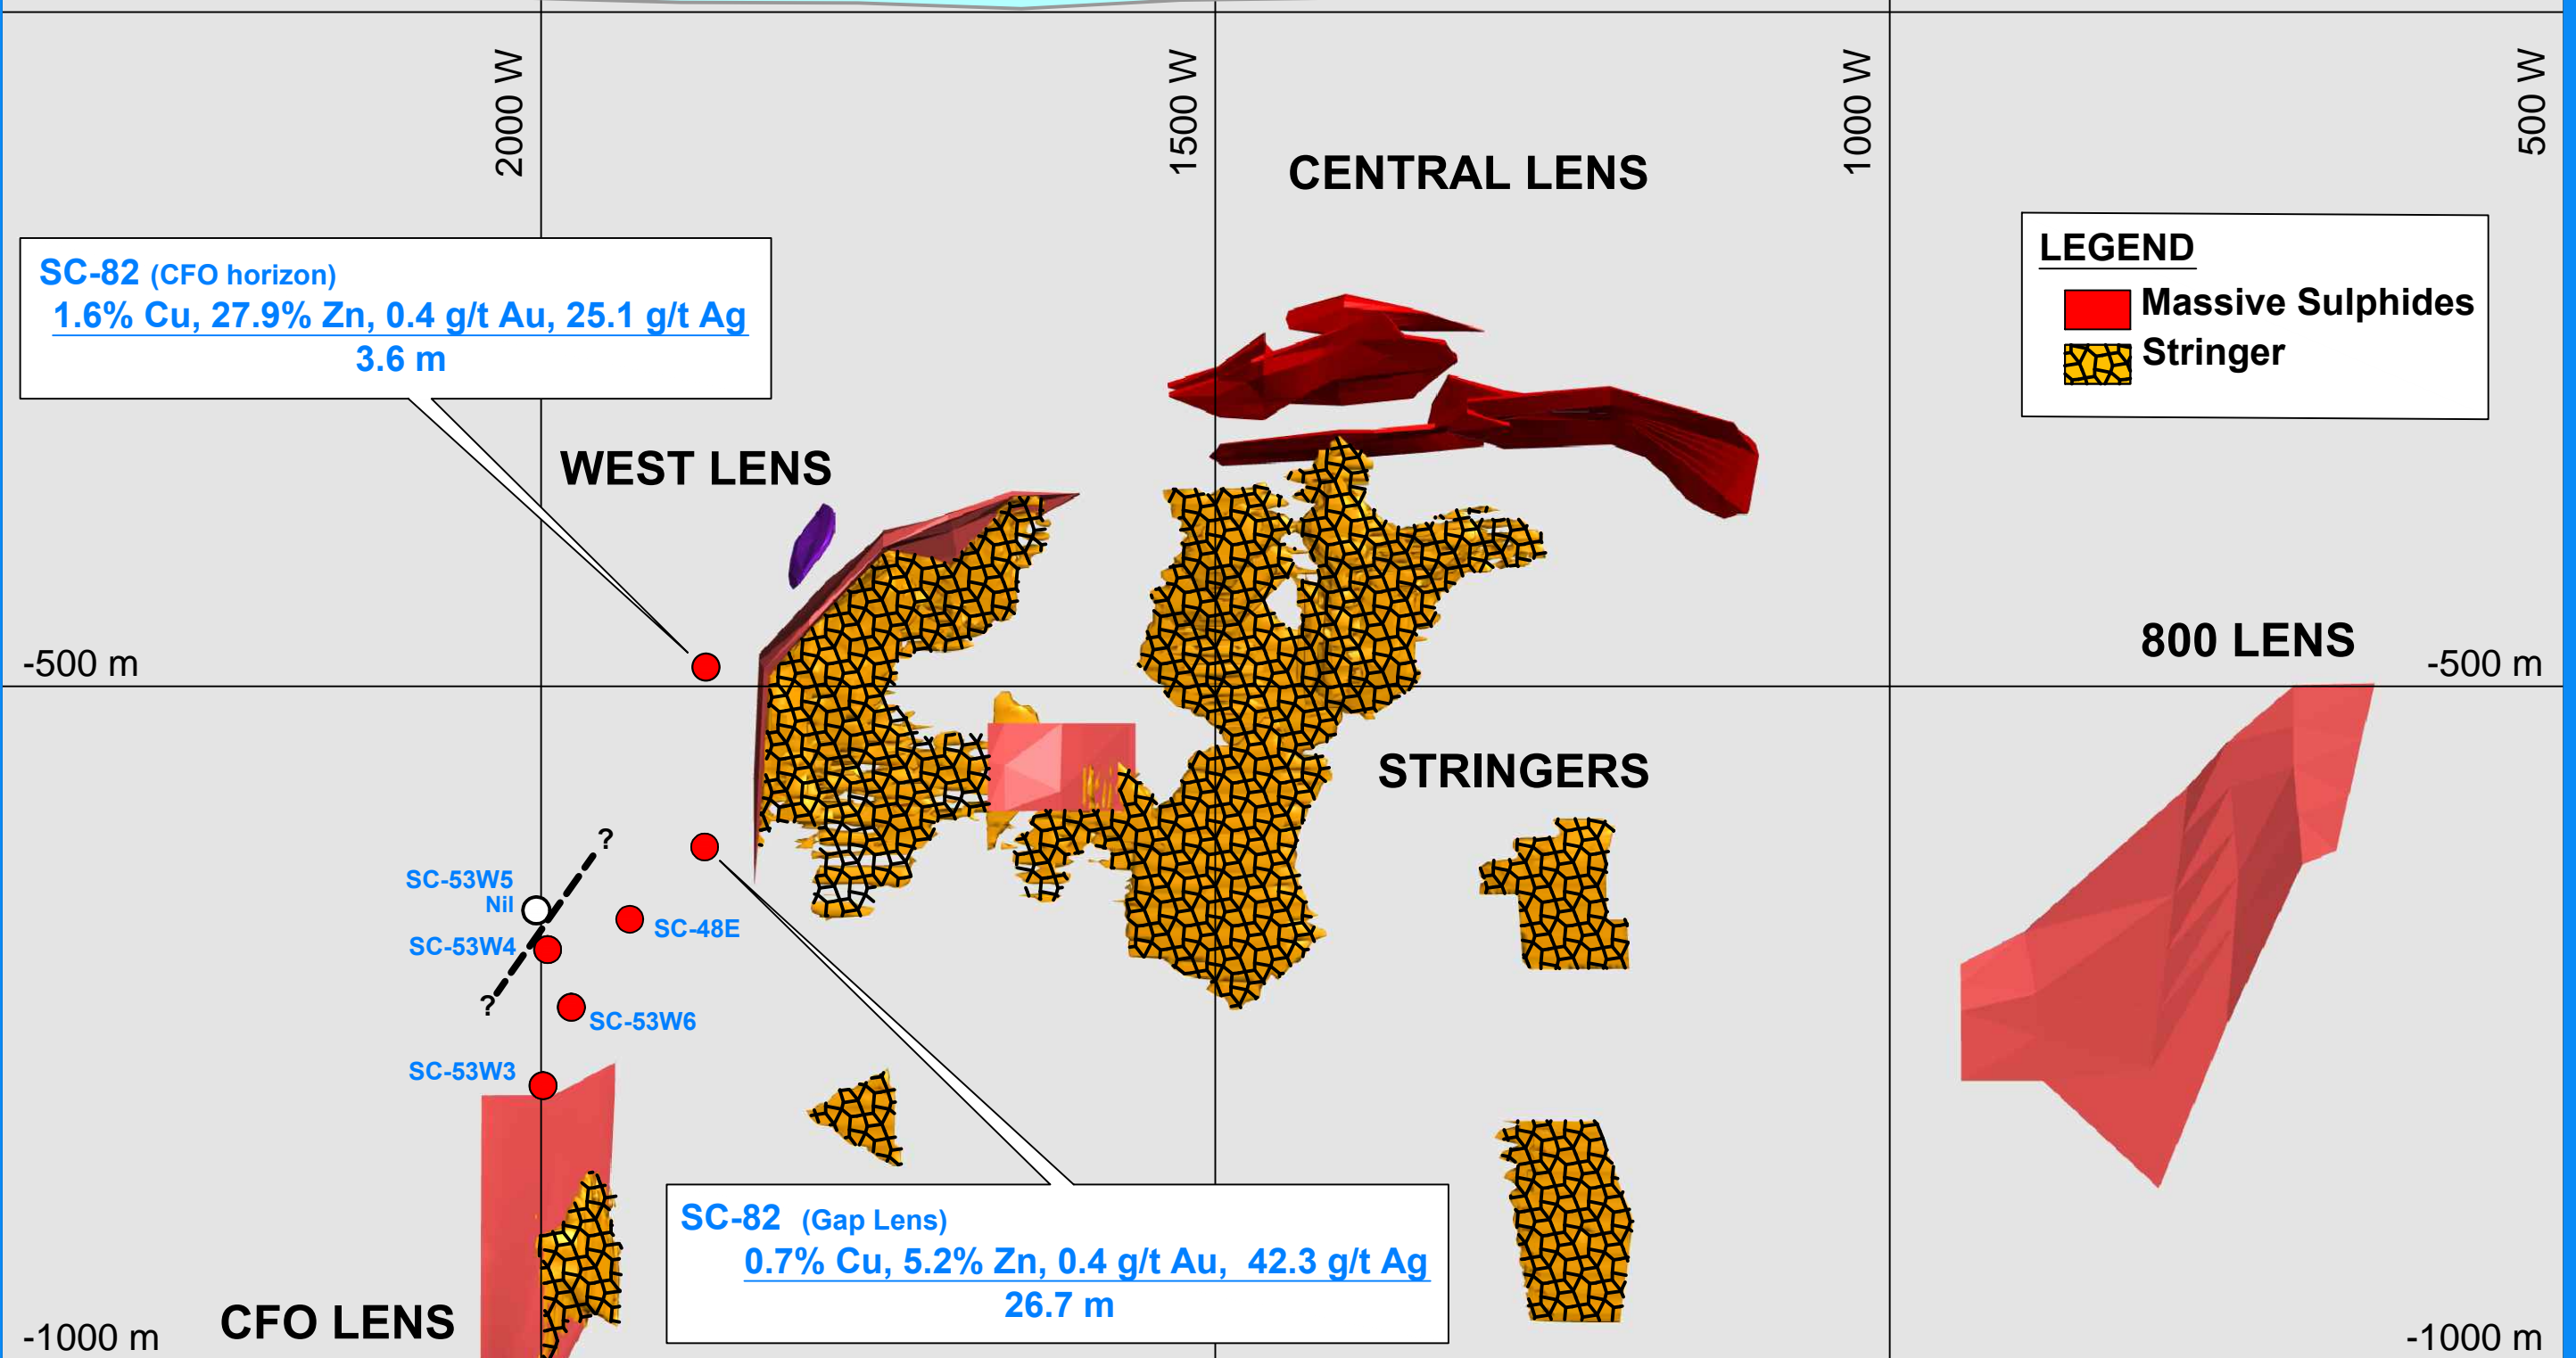 2000 W
1500 W
1000 W
500 W
CENTRAL LENS
LEGEND
Massive Sulphides
Stringer
SC-82 (CFO horizon)
1.6% Cu, 27.9% Zn, 0.4 g/t Au, 25.1 g/t Ag
3.6 m
WEST LENS
800 LENS
-500 m
-500 m
STRINGERS
?
SC-53W5
Nil
SC-48E
SC-53W4
?
SC-53W6
SC-53W3
SC-82 (Gap Lens)
0.7% Cu, 5.2% Zn, 0.4 g/t Au, 42.3 g/t Ag
26.7 m
CFO LENS
-1000 m
-1000 m